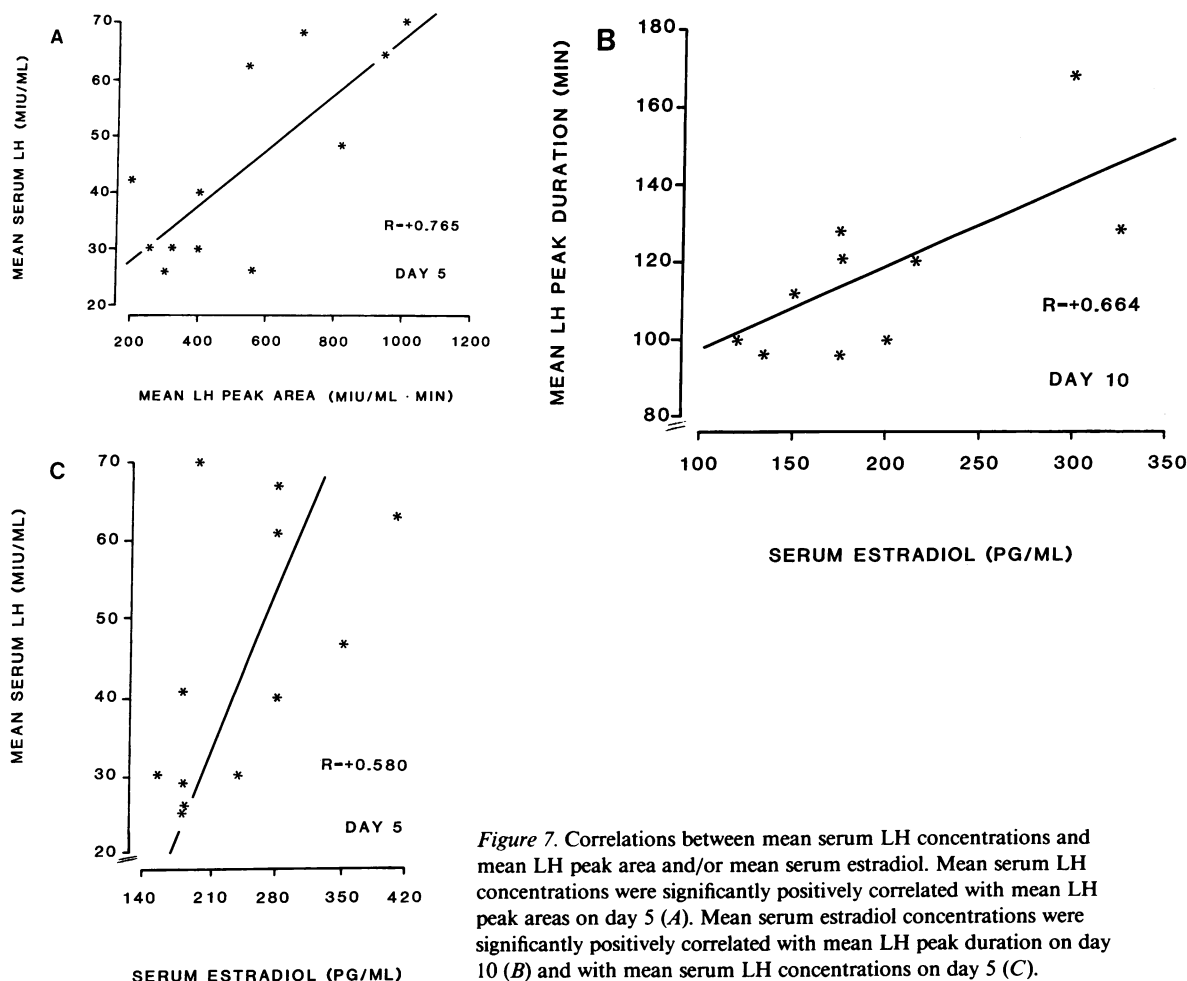 A
MEAN SERUM LH (MIU/ML)
70
60
50
40
30
20
R=+0.765
DAY 5
200 400 600 800 1000 1200
MEAN LH PEAK AREA (MIU/ML · MIN)
B
MEAN LH PEAK DURATION (MIN)
180
160
140
120
100
80
R=+0.664
DAY 10
100 150 200 250 300 350
SERUM ESTRADIOL (PG/ML)
C
MEAN SERUM LH (MIU/ML)
70
60
50
40
30
20
R=+0.580
DAY 5
140 210 280 350 420
SERUM ESTRADIOL (PG/ML)
Figure 7. Correlations between mean serum LH concentrations and
mean LH peak area and/or mean serum estradiol. Mean serum LH
concentrations were significantly positively correlated with mean LH
peak areas on day 5 (A). Mean serum estradiol concentrations were
significantly positively correlated with mean LH peak duration on day
10 (B) and with mean serum LH concentrations on day 5 (C).